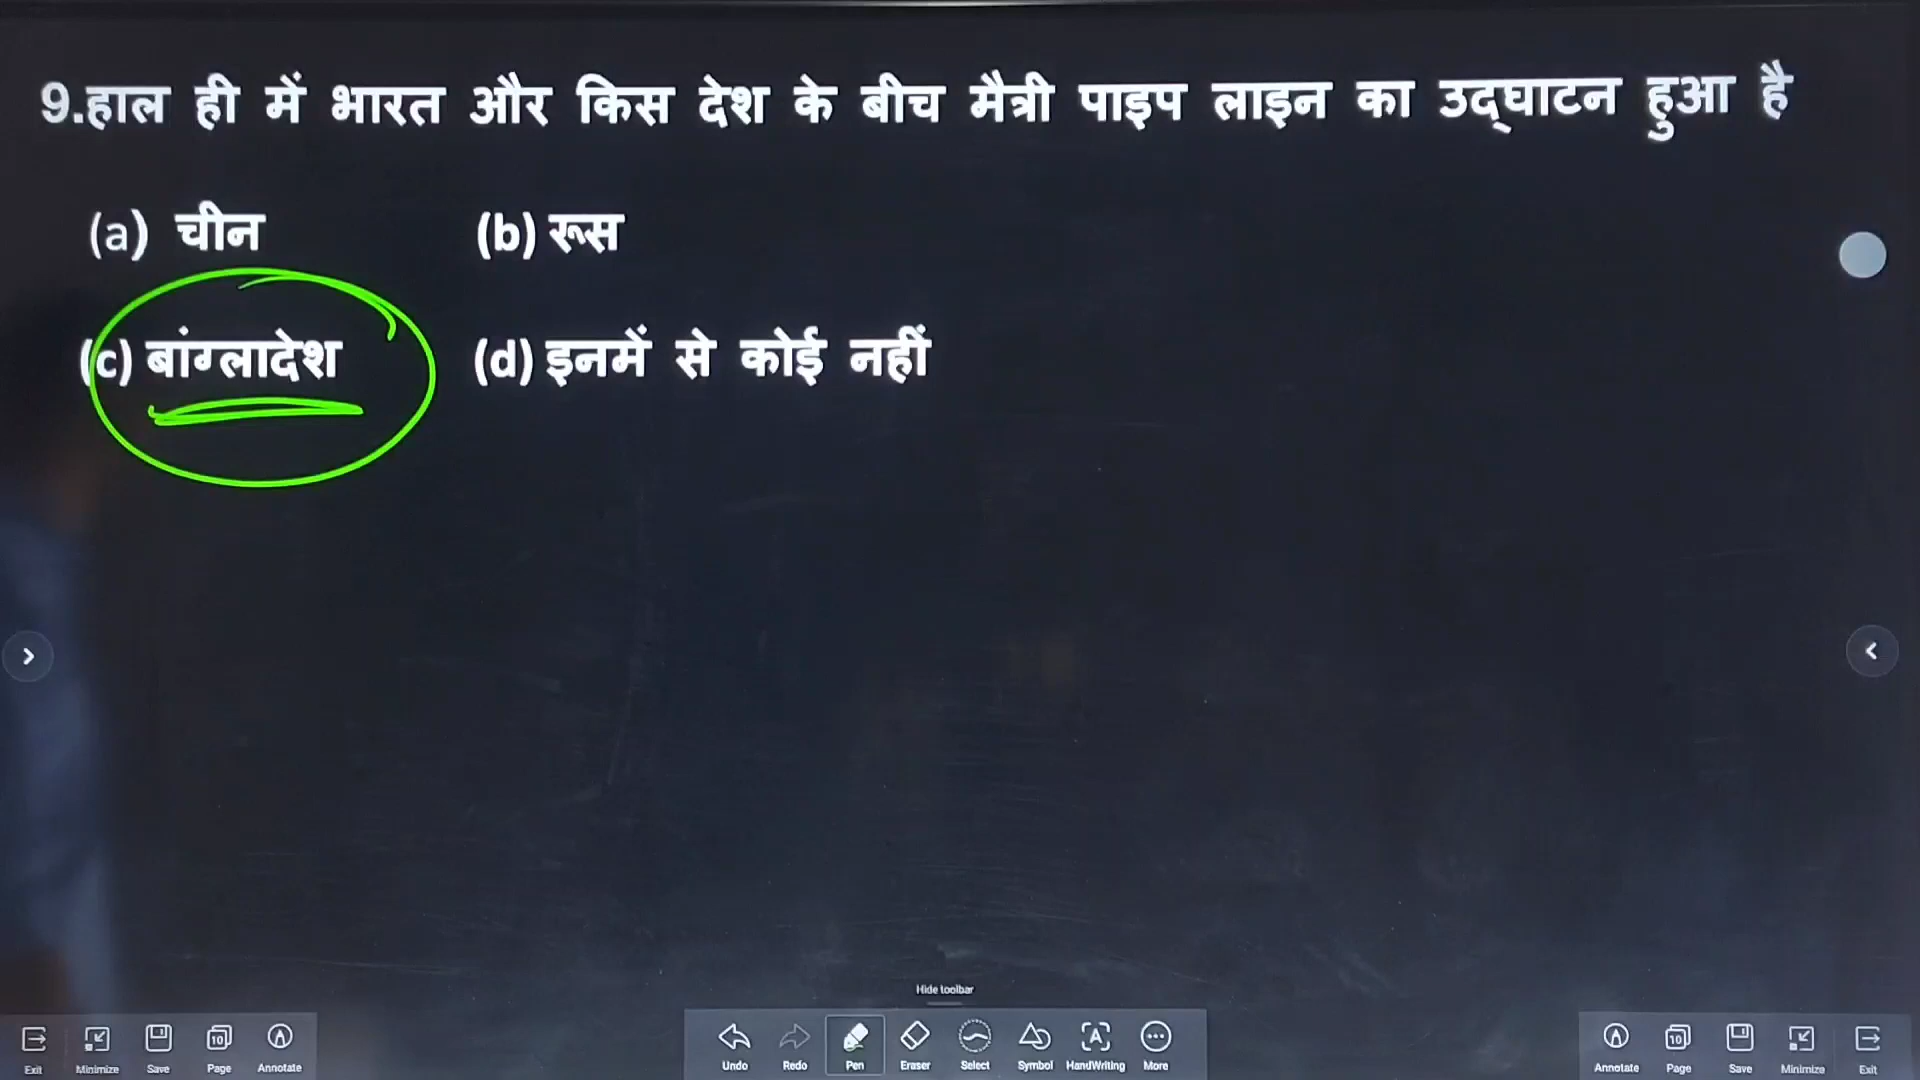 9.हाल ही में भारत और किस देश के बीच मैत्री पाइप लाइन का उद्घाटन हुआ है
(a) चीन (b) रूस
(c) बांग्लादेश (d) इनमें से कोई नहीं
Hide toolbar
Exit Minimize Save Page Annotate Undo Redo Pen Eraser Select Symbol HandWriting More Annotate Page Save Minimize Exit